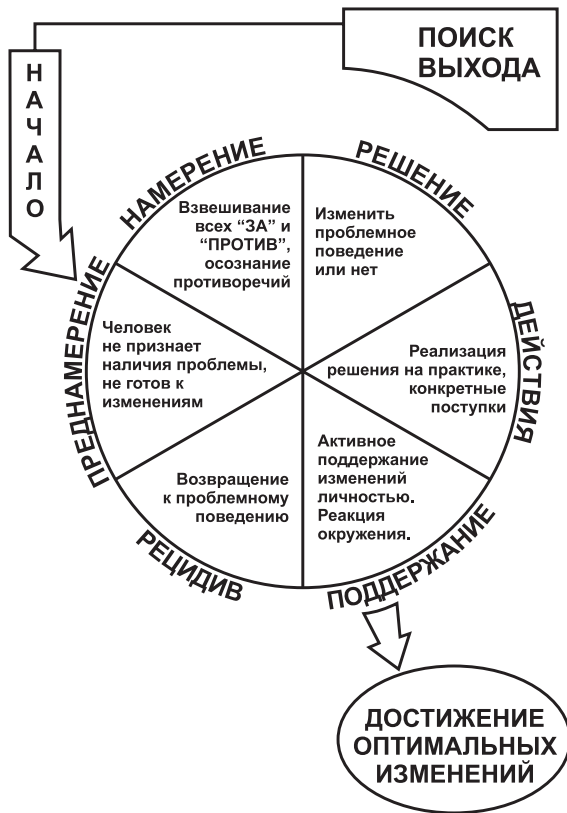 ПОИСК
ВЫХОДА
НАЧАЛО
НАМЕРЕНИЕ
Взвешивание
всех “ЗА” и
“ПРОТИВ”,
осознание
противоречий
РЕШЕНИЕ
Изменить
проблемное
поведение
или нет
ДЕЙСТВИЯ
Реализация
решения на практике,
конкретные
поступки
ПОДДЕРЖАНИЕ
Активное
поддержание
изменений
личностью.
Реакция
окружения.
РЕЦИДИВ
Возвращение
к проблемному
поведению
ПРЕДНАМЕРЕНИЕ
Человек
не признает
наличия проблемы,
не готов к
изменениям
ДОСТИЖЕНИЕ
ОПТИМАЛЬНЫХ
ИЗМЕНЕНИЙ